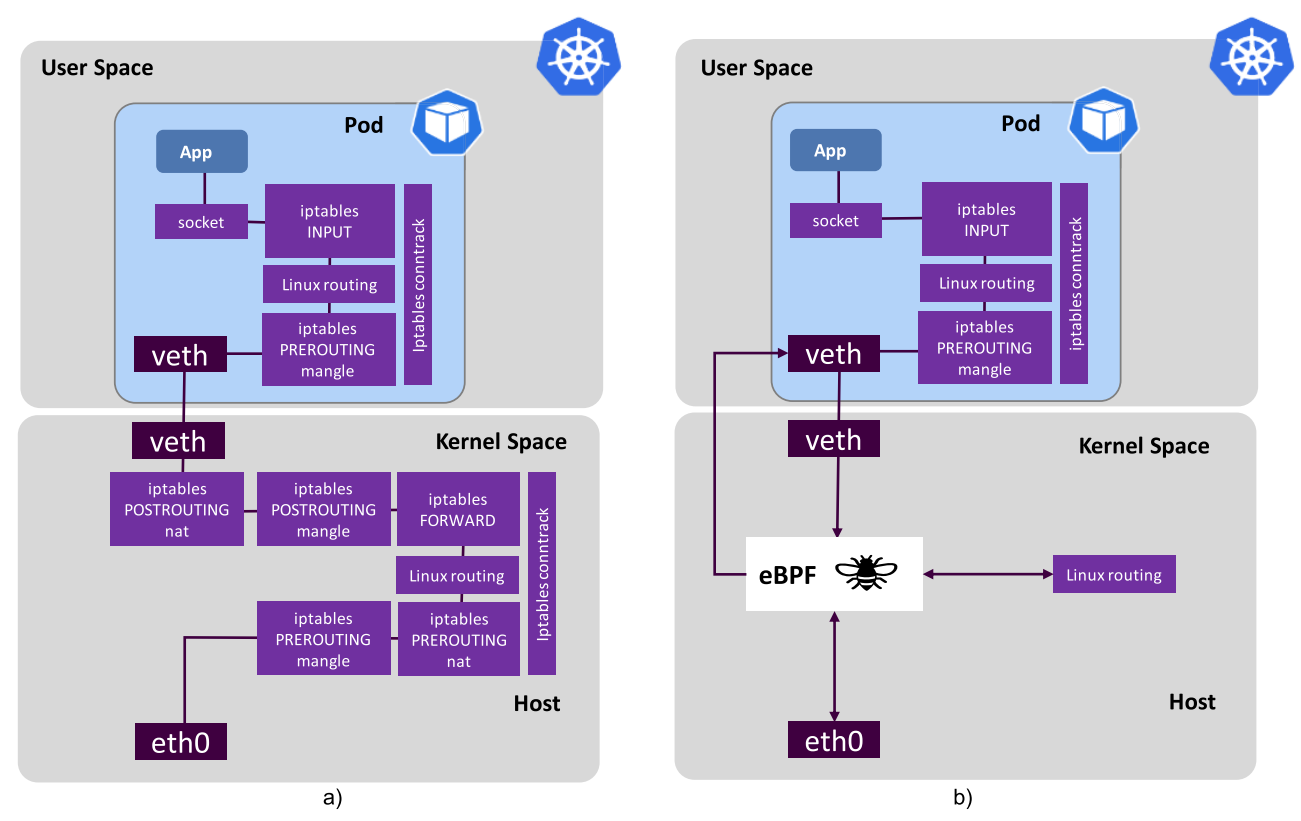 User Space
Pod
App
socket
iptables
INPUT
Linux routing
iptables
PREROUTING
mangle
Iptables conntrack
veth
veth
Kernel Space
iptables
POSTROUTING
nat
iptables
POSTROUTING
mangle
iptables
FORWARD
Linux routing
iptables
PREROUTING
mangle
iptables
PREROUTING
nat
Iptables conntrack
Host
eth0
a)
User Space
Pod
App
socket
iptables
INPUT
Linux routing
iptables
PREROUTING
mangle
iptables conntrack
veth
veth
Kernel Space
eBPF
Linux routing
Host
eth0
b)